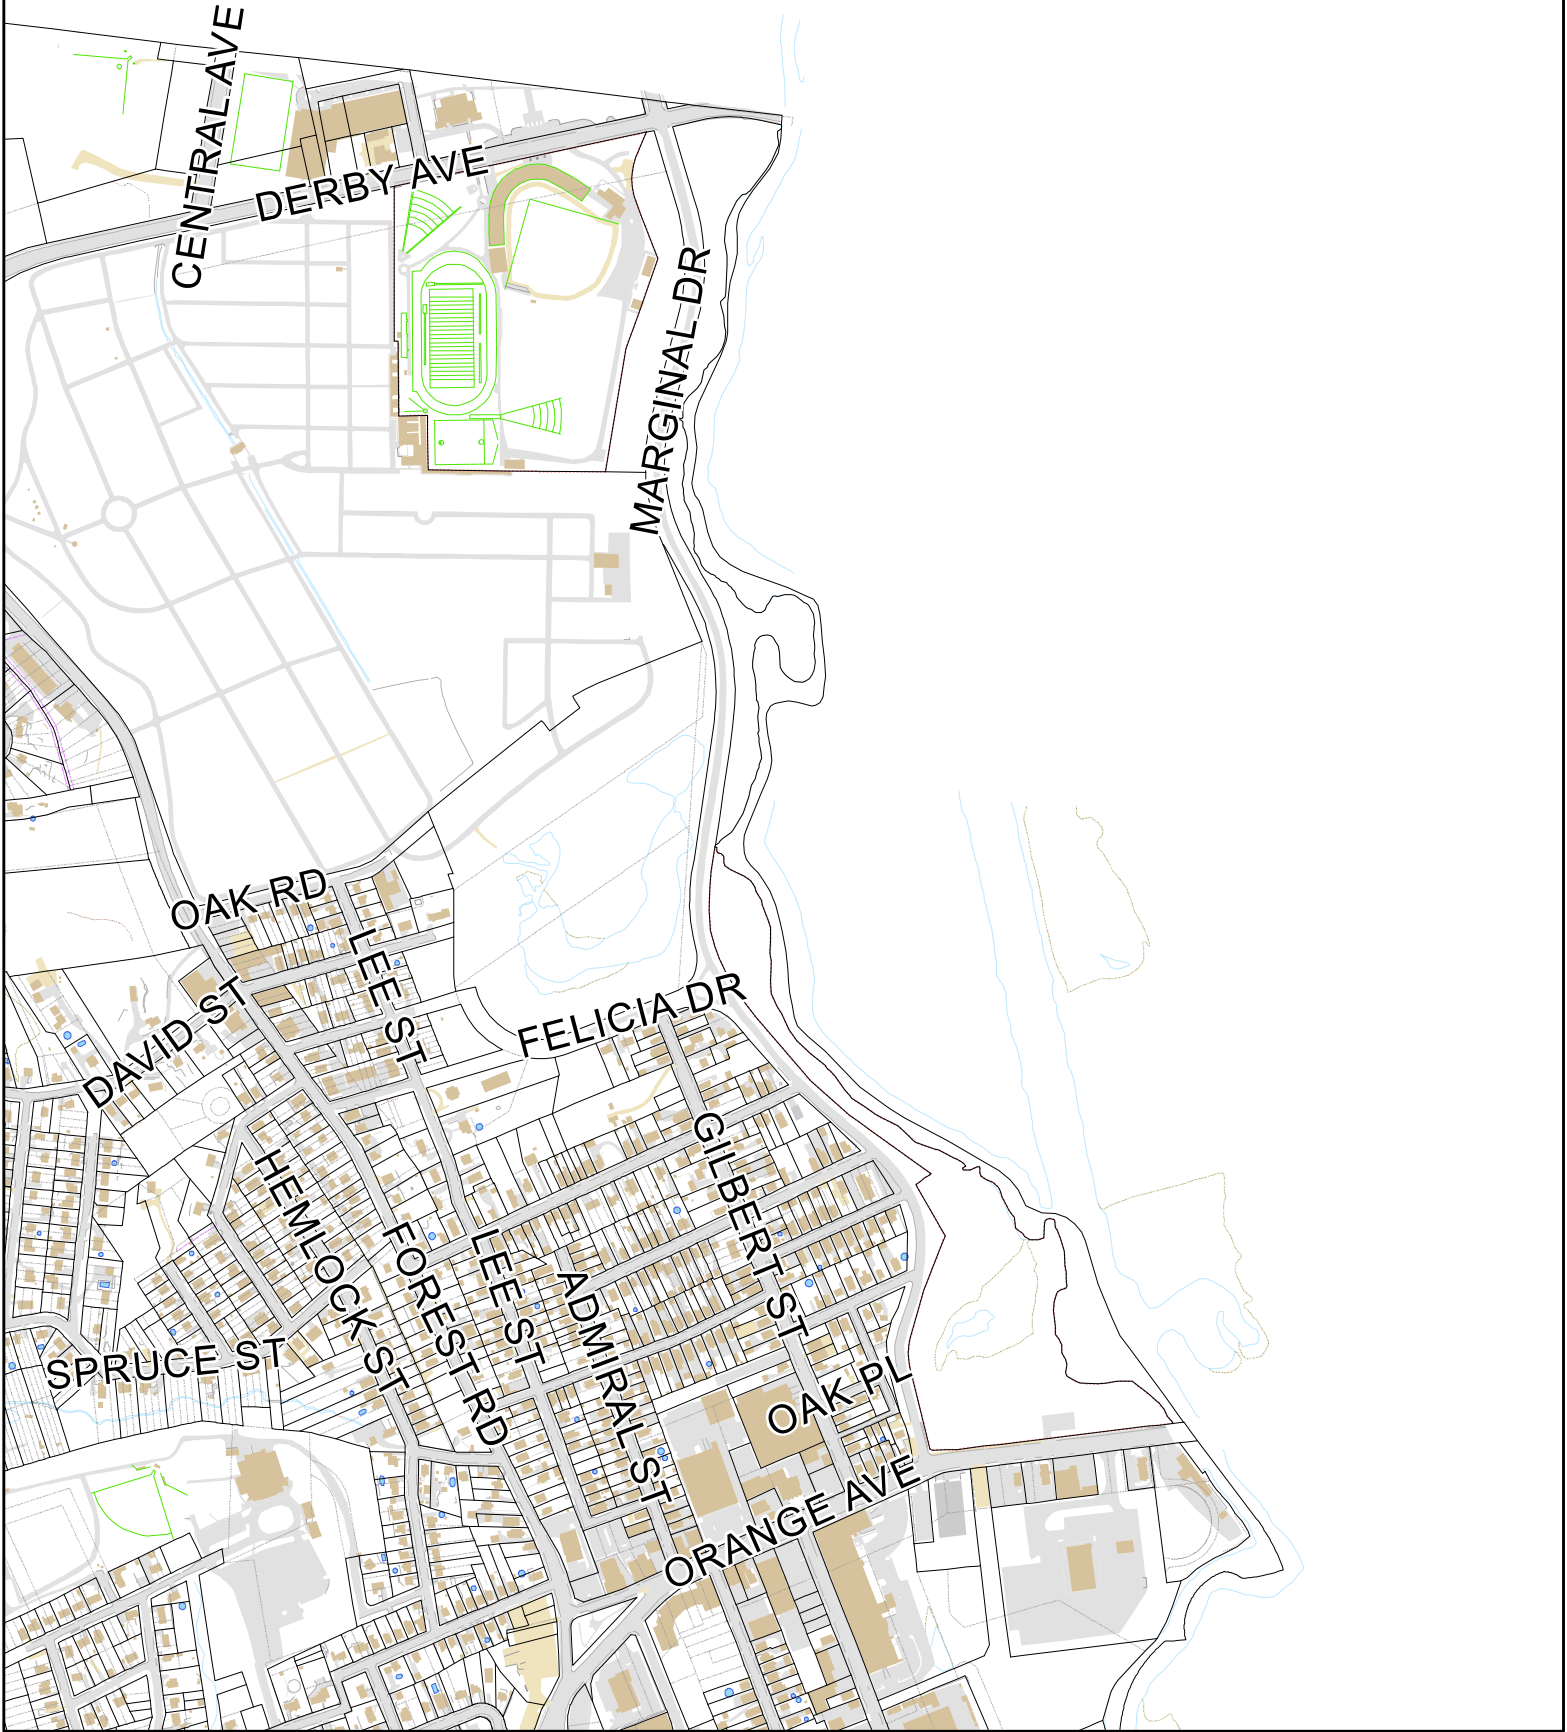 CENTRAL AVE
DERBY AVE
MARGINAL DR
OAK RD
LEE ST
DAVID ST
FELICIA DR
GILBERT ST
HEMLOCK ST
FOREST RD
LEE ST
ADMIRAL ST
SPRUCE ST
OAK PL
ORANGE AVE